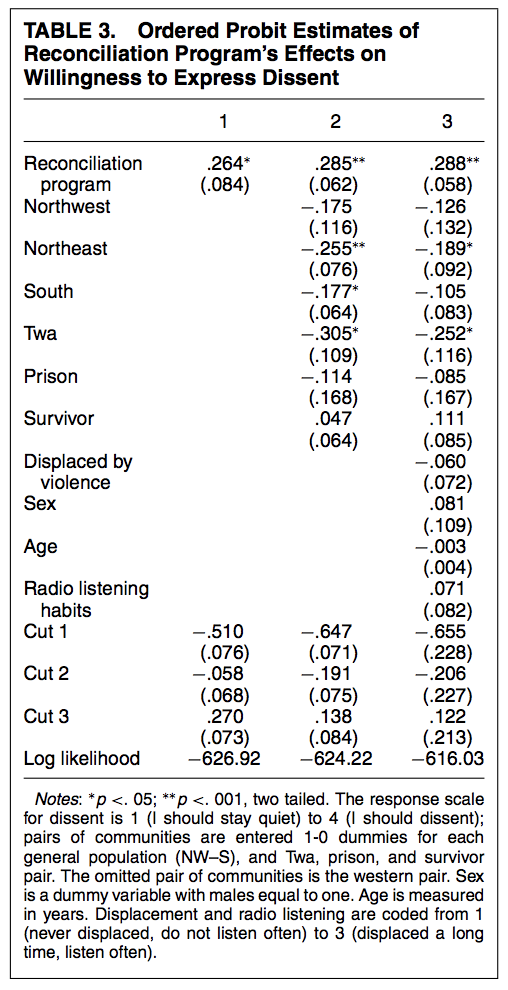 TABLE 3. Ordered Probit Estimates of
Reconciliation Program’s Effects on
Willingness to Express Dissent
1 2 3
Reconciliation .264* .285** .288**
program (.084) (.062) (.058)
Northwest −.175 −.126
(.116) (.132)
Northeast −.255** −.189*
(.076) (.092)
South −.177* −.105
(.064) (.083)
Twa −.305* −.252*
(.109) (.116)
Prison −.114 −.085
(.168) (.167)
Survivor .047 .111
(.064) (.085)
Displaced by −.060
violence (.072)
Sex .081
(.109)
Age −.003
(.004)
Radio listening .071
habits (.082)
Cut 1 −.510 −.647 −.655
(.076) (.071) (.228)
Cut 2 −.058 −.191 −.206
(.068) (.075) (.227)
Cut 3 .270 .138 .122
(.073) (.084) (.213)
Log likelihood −626.92 −624.22 −616.03
Notes: *p <. 05; **p <. 001, two tailed. The response scale
for dissent is 1 (I should stay quiet) to 4 (I should dissent);
pairs of communities are entered 1-0 dummies for each
general population (NW–S), and Twa, prison, and survivor
pair. The omitted pair of communities is the western pair. Sex
is a dummy variable with males equal to one. Age is measured
in years. Displacement and radio listening are coded from 1
(never displaced, do not listen often) to 3 (displaced a long
time, listen often).